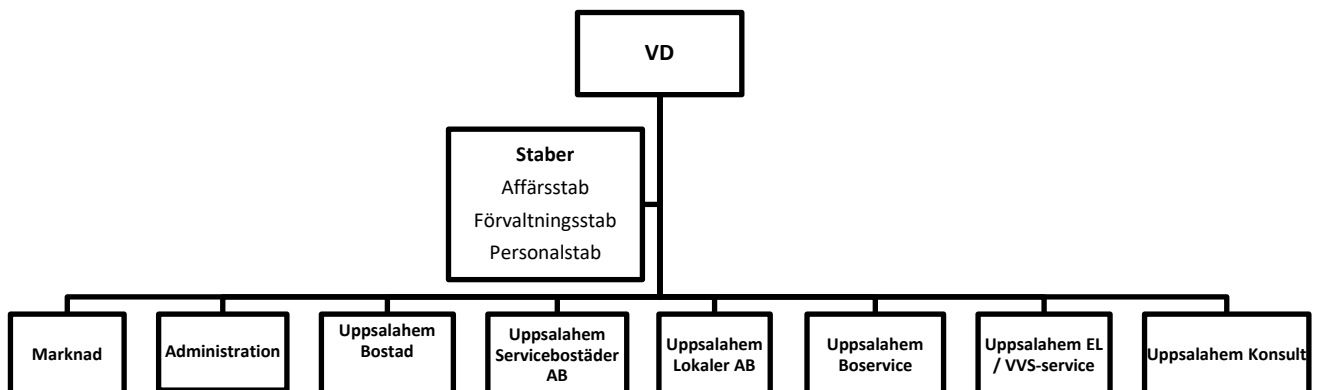 VD
Staber
Affärsstab
Förvaltningsstab
Personalstab
Marknad
Administration
Uppsalahem
Bostad
Uppsalahem
Servicebostäder
AB
Uppsalahem
Lokaler AB
Uppsalahem
Boservice
Uppsalahem EL
/ VVS-service
Uppsalahem Konsult